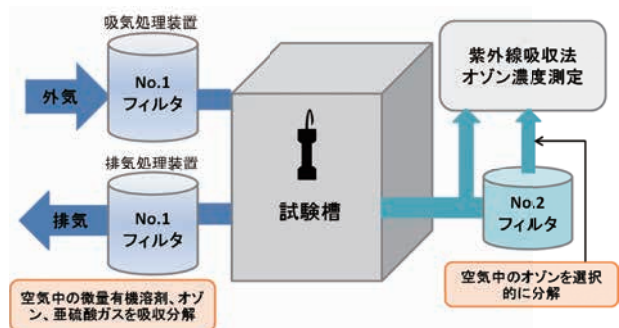 吸気処理装置
No.1
フィルタ
外気
排気処理装置
No.1
フィルタ
排気
空気中の微量有機溶剤、オゾ
ン、亜硫酸ガスを吸収分解
試験槽
紫外線吸収法
オゾン濃度測定
No.2
フィルタ
空気中のオゾンを選択
的に分解